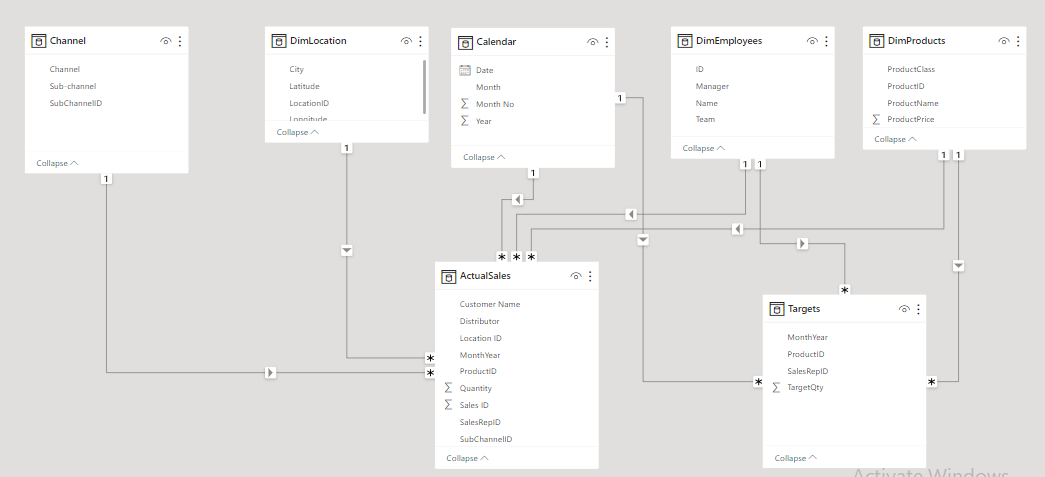 Channel
Channel
Sub-channel
SubChannelID
Collapse
1
DimLocation
City
Latitude
LocationID
Longitude
Collapse
1
Calendar
Date
Month
Month No
Year
Collapse
1
1
DimEmployees
ID
Manager
Name
Team
Collapse
1
1
DimProducts
ProductClass
ProductID
ProductName
ProductPrice
Collapse
1
1
*
*
*
*
*
ActualSales
Customer Name
Distributor
Location ID
MonthYear
ProductID
Quantity
Sales ID
SalesRepID
SubChannelID
Collapse
*
*
*
Targets
MonthYear
ProductID
SalesRepID
TargetQty
Collapse
Activate Windows